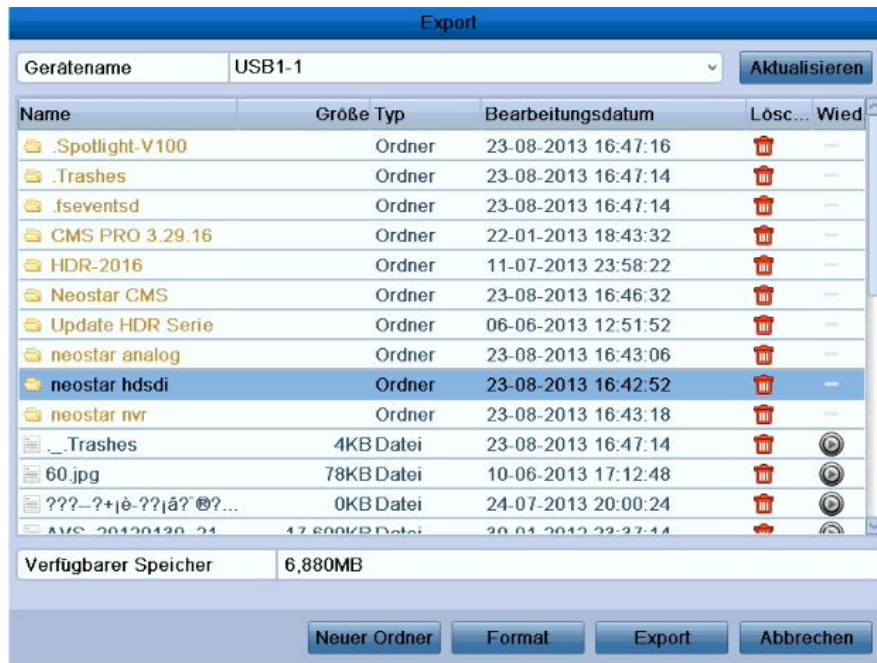 Export
Gerätename USB1-1 Aktualisieren
Name Größe Typ Bearbeitungsdatum Lösc... Wied
.Spotlight-V100 Ordner 23-08-2013 16:47:16
.Trashes Ordner 23-08-2013 16:47:14
.fseventsd Ordner 23-08-2013 16:47:14
CMS PRO 3.29.16 Ordner 22-01-2013 18:43:32
HDR-2016 Ordner 11-07-2013 23:58:22
Neostar CMS Ordner 23-08-2013 16:46:32
Update HDR Serie Ordner 06-06-2013 12:51:52
neostar analog Ordner 23-08-2013 16:43:06
neostar hdsdi Ordner 23-08-2013 16:42:52
neostar nvr Ordner 23-08-2013 16:43:18
._.Trashes 4KB Datei 23-08-2013 16:47:14
60.jpg 78KB Datei 10-06-2013 17:12:48
???--?+¡è-??¡ã?¨®?... 0KB Datei 24-07-2013 20:00:24
Datei
Verfügbarer Speicher 6,880MB
Neuer Ordner Format Export Abbrechen